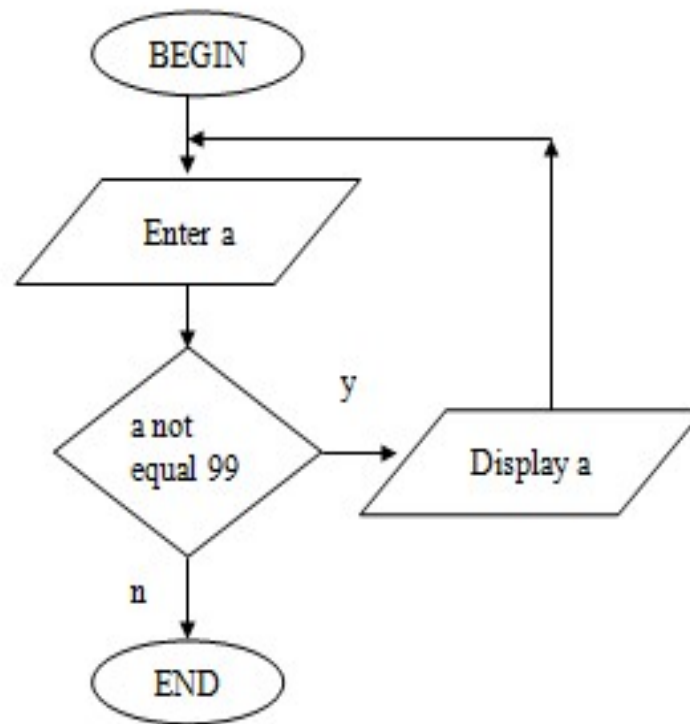 BEGIN
Enter a
a not
equal 99
y
Display a
n
END